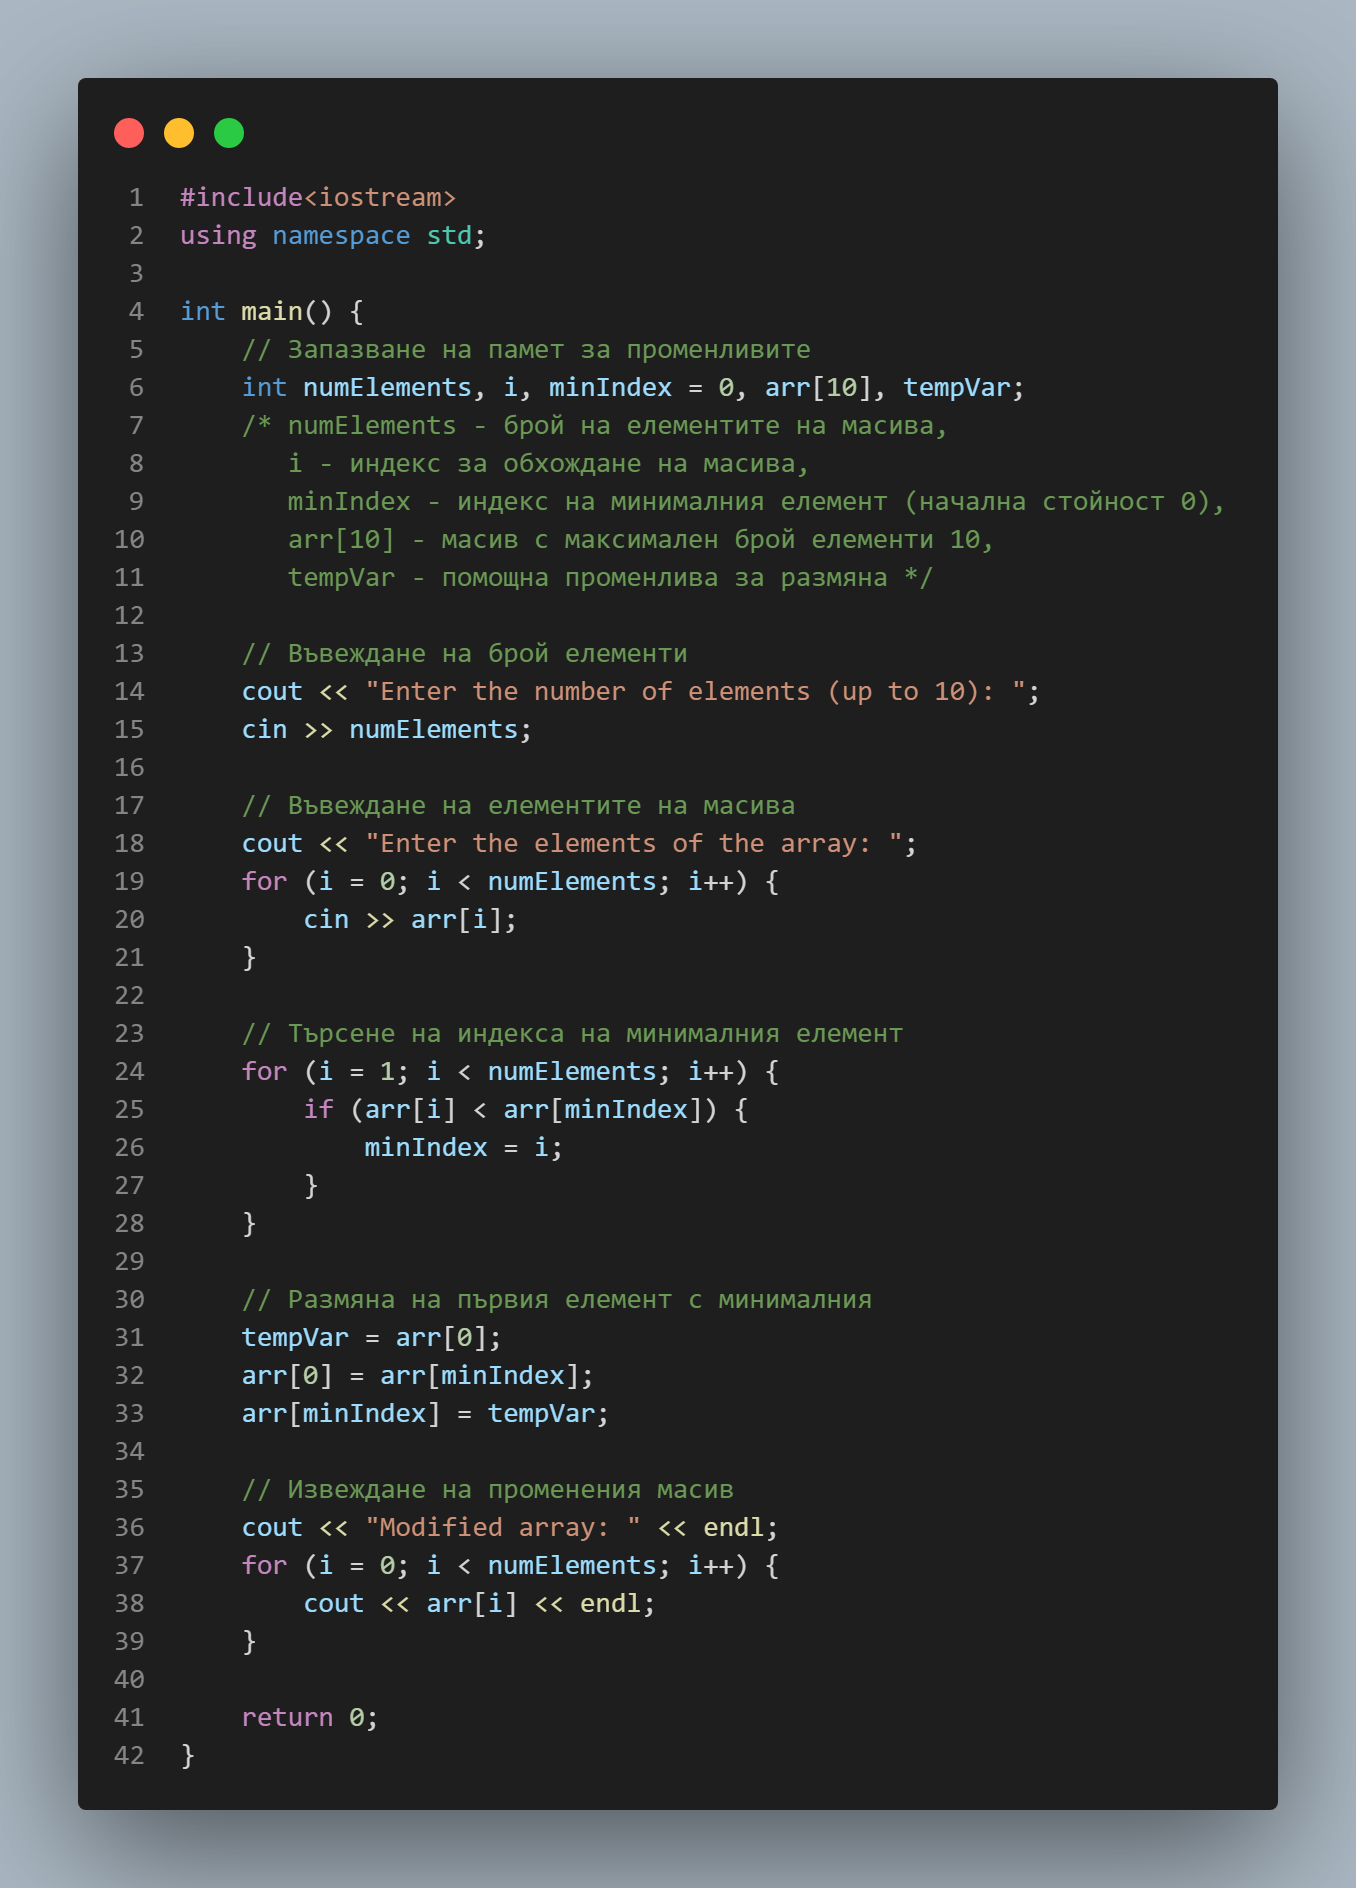 1 #include<iostream>
2 using namespace std;
3
4 int main() {
5     // Запазване на памет за променливите
6     int numElements, i, minIndex = 0, arr[10], tempVar;
7     /* numElements - брой на елементите на масива,
8        i - индекс за обхождане на масива,
9        minIndex - индекс на минималния елемент (начална стойност 0),
10        arr[10] - масив с максимален брой елементи 10,
11        tempVar - помощна променлива за размяна */
12
13     // Въвеждане на брой елементи
14     cout << "Enter the number of elements (up to 10): ";
15     cin >> numElements;
16
17     // Въвеждане на елементите на масива
18     cout << "Enter the elements of the array: ";
19     for (i = 0; i < numElements; i++) {
20         cin >> arr[i];
21     }
22
23     // Търсене на индекса на минималния елемент
24     for (i = 1; i < numElements; i++) {
25         if (arr[i] < arr[minIndex]) {
26             minIndex = i;
27         }
28     }
29
30     // Размяна на първия елемент с минималния
31     tempVar = arr[0];
32     arr[0] = arr[minIndex];
33     arr[minIndex] = tempVar;
34
35     // Извеждане на променения масив
36     cout << "Modified array: " << endl;
37     for (i = 0; i < numElements; i++) {
38         cout << arr[i] << endl;
39     }
40
41     return 0;
42 }